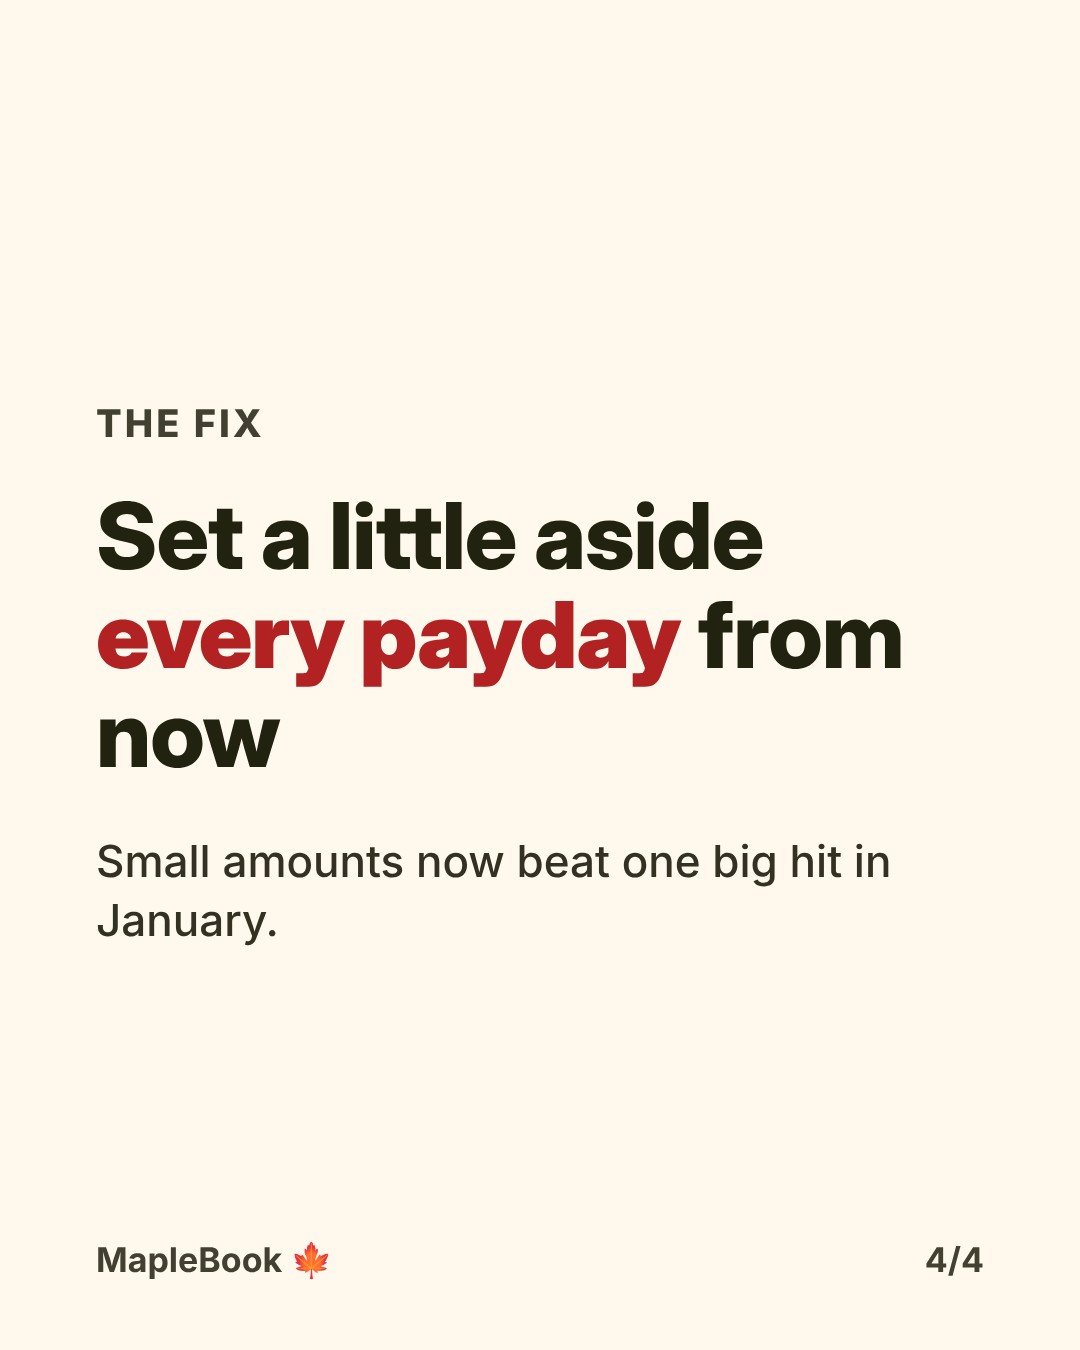 THE FIX
Set a little aside
every payday from
now
Small amounts now beat one big hit in
January.
MapleBook 🍁
4/4